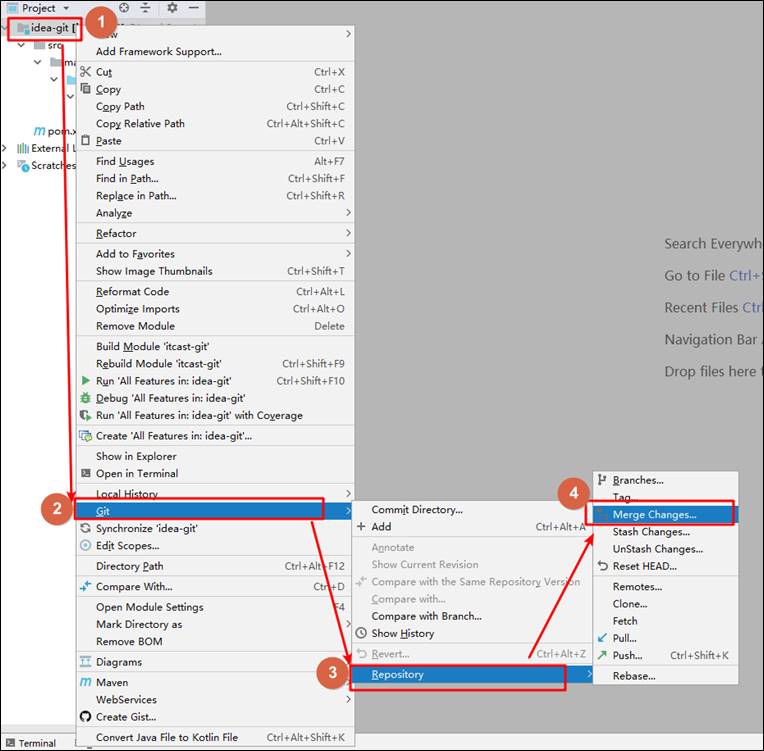 Project
1
idea-git [
Add Framework Support...
src
Cut Ctrl+X
Copy Ctrl+C
Copy Path Ctrl+Shift+C
Copy Relative Path Ctrl+Alt+Shift+C
m pom.x
Paste Ctrl+V
External L
Scratches
Find Usages Alt+F7
Find in Path... Ctrl+Shift+F
Replace in Path... Ctrl+Shift+R
Analyze
Refactor
Add to Favorites
Show Image Thumbnails Ctrl+Shift+T
Reformat Code Ctrl+Alt+L
Optimize Imports Ctrl+Alt+O
Remove Module Delete
Build Module 'itcast-git'
Rebuild Module 'itcast-git' Ctrl+Shift+F9
Run 'All Features in: idea-git' Ctrl+Shift+F10
Debug 'All Features in: idea-git'
Run 'All Features in: idea-git' with Coverage
Create 'All Features in: idea-git'...
Show in Explorer
Open in Terminal
Local History
2
Git
Synchronize 'idea-git'
Edit Scopes...
Directory Path Ctrl+Alt+F12
Compare With... Ctrl+D
Open Module Settings F4
Mark Directory as
Remove BOM
Diagrams
m Maven
WebServices
Create Gist...
Convert Java File to Kotlin File Ctrl+Alt+Shift+K
Terminal
Commit Directory...
Add Ctrl+Alt+A
Annotate
Show Current Revision
Compare with the Same Repository Version
Compare with...
Compare with Branch...
Show History
Revert... Ctrl+Alt+Z
3
Repository
Branches...
Tag...
4
Merge Changes...
Stash Changes...
UnStash Changes...
Reset HEAD...
Remotes...
Clone...
Fetch
Pull...
Push... Ctrl+Shift+K
Rebase...
Search Everywh
Go to File Ctrl+S
Recent Files Ctr
Navigation Bar
Drop files here t